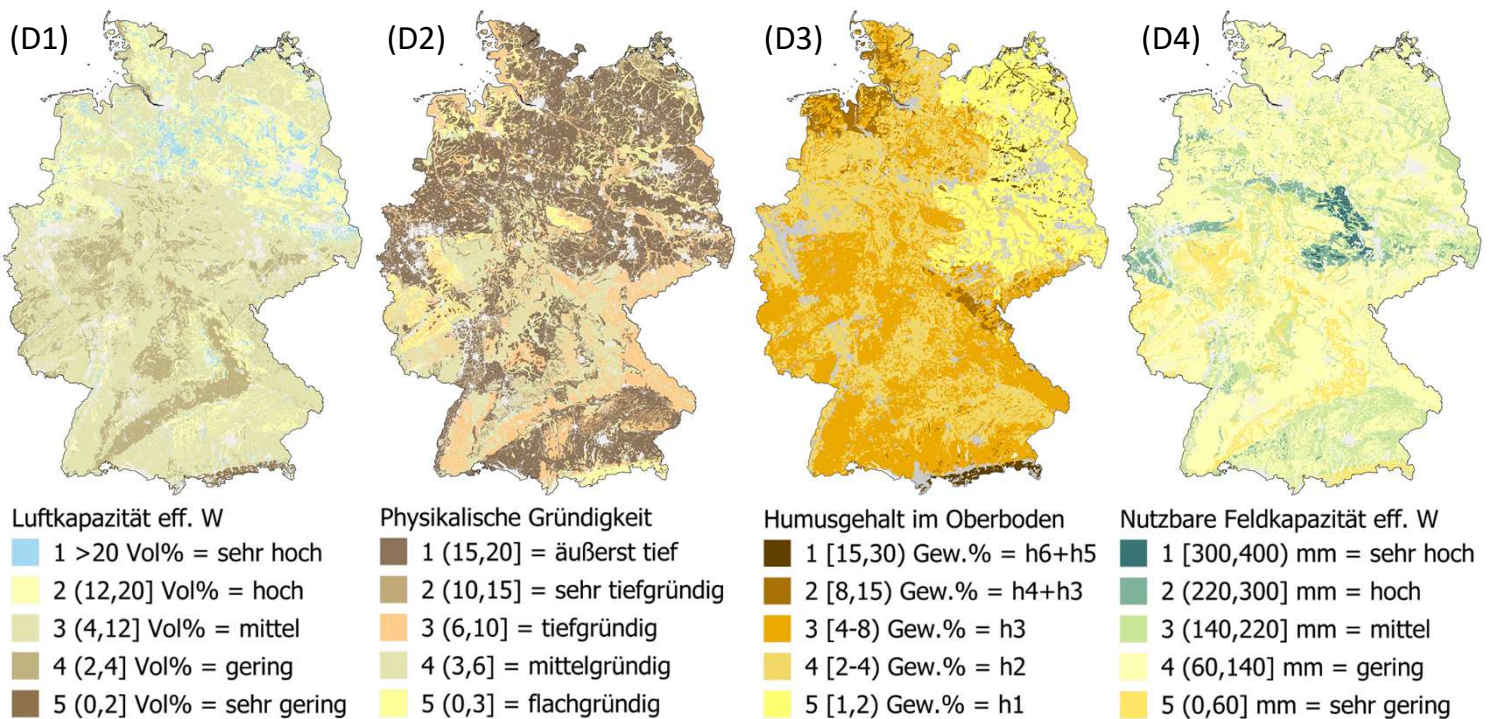 (D1)
(D2)
(D3)
(D4)
Luftkapazität eff. W
1 >20 Vol% = sehr hoch
2 (12,20] Vol% = hoch
3 (4,12] Vol% = mittel
4 (2,4] Vol% = gering
5 (0,2] Vol% = sehr gering
Physikalische Gründigkeit
1 (15,20] = äußerst tief
2 (10,15] = sehr tiefgründig
3 (6,10] = tiefgründig
4 (3,6] = mittelgründig
5 (0,3] = flachgründig
Humusgehalt im Oberboden
1 [15,30) Gew.% = h6+h5
2 [8,15) Gew.% = h4+h3
3 [4-8) Gew.% = h3
4 [2-4) Gew.% = h2
5 [1,2) Gew.% = h1
Nutzbare Feldkapazität eff. W
1 [300,400) mm = sehr hoch
2 (220,300] mm = hoch
3 (140,220] mm = mittel
4 (60,140] mm = gering
5 (0,60] mm = sehr gering